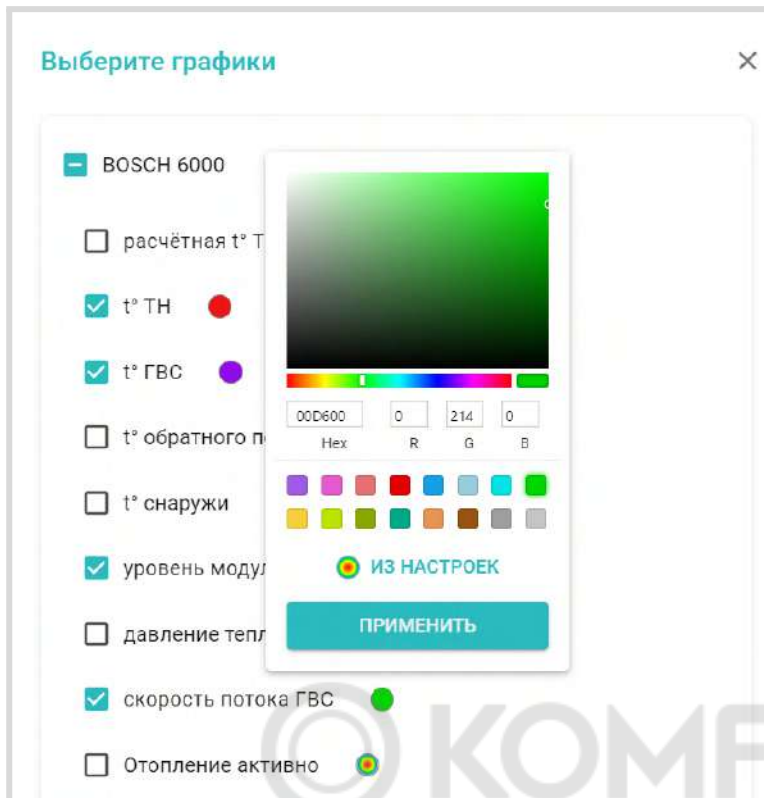 Выберите графики
BOSCH 6000
расчётная t° Т
t° ТН
t° ГВС
t° обратного п
t° снаружи
уровень модул
давление тепл
скорость потока ГВС
Отопление активно
00D600 0 214 0
Hex R G B
ИЗ НАСТРОЕК
ПРИМЕНИТЬ
KOMF